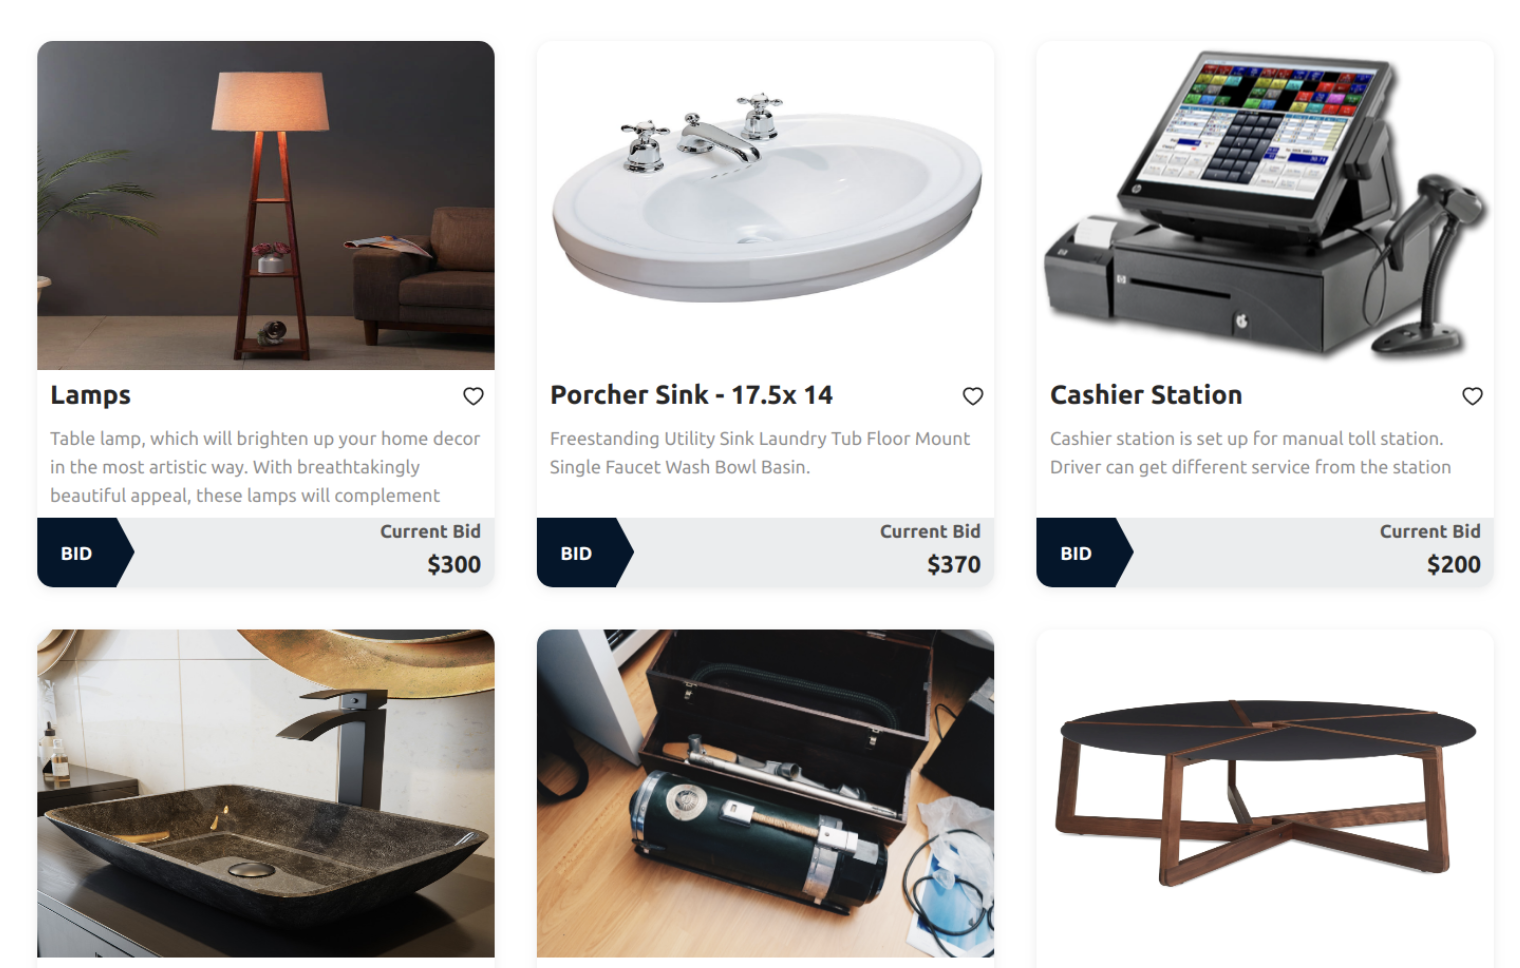 Lamps
Table lamp, which will brighten up your home decor
in the most artistic way. With breathtakingly
beautiful appeal, these lamps will complement
BID
Current Bid
$300
Porcher Sink - 17.5x 14
Freestanding Utility Sink Laundry Tub Floor Mount
Single Faucet Wash Bowl Basin.
BID
Current Bid
$370
Cashier Station
Cashier station is set up for manual toll station.
Driver can get different service from the station
BID
Current Bid
$200